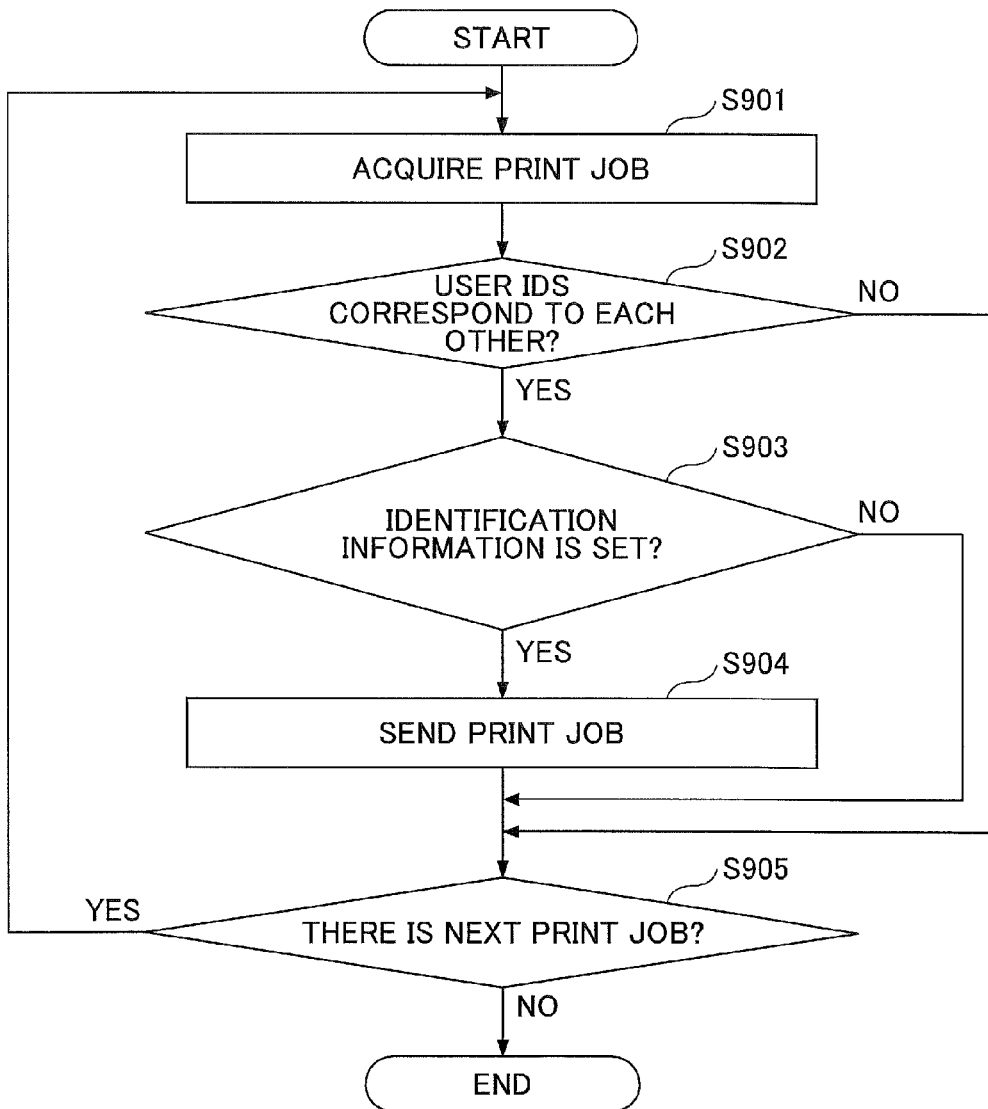 START
S901
ACQUIRE PRINT JOB
S902
USER IDS
CORRESPOND TO EACH
OTHER?
NO
YES
S903
IDENTIFICATION
INFORMATION IS SET?
NO
YES
S904
SEND PRINT JOB
S905
YES
THERE IS NEXT PRINT JOB?
NO
END